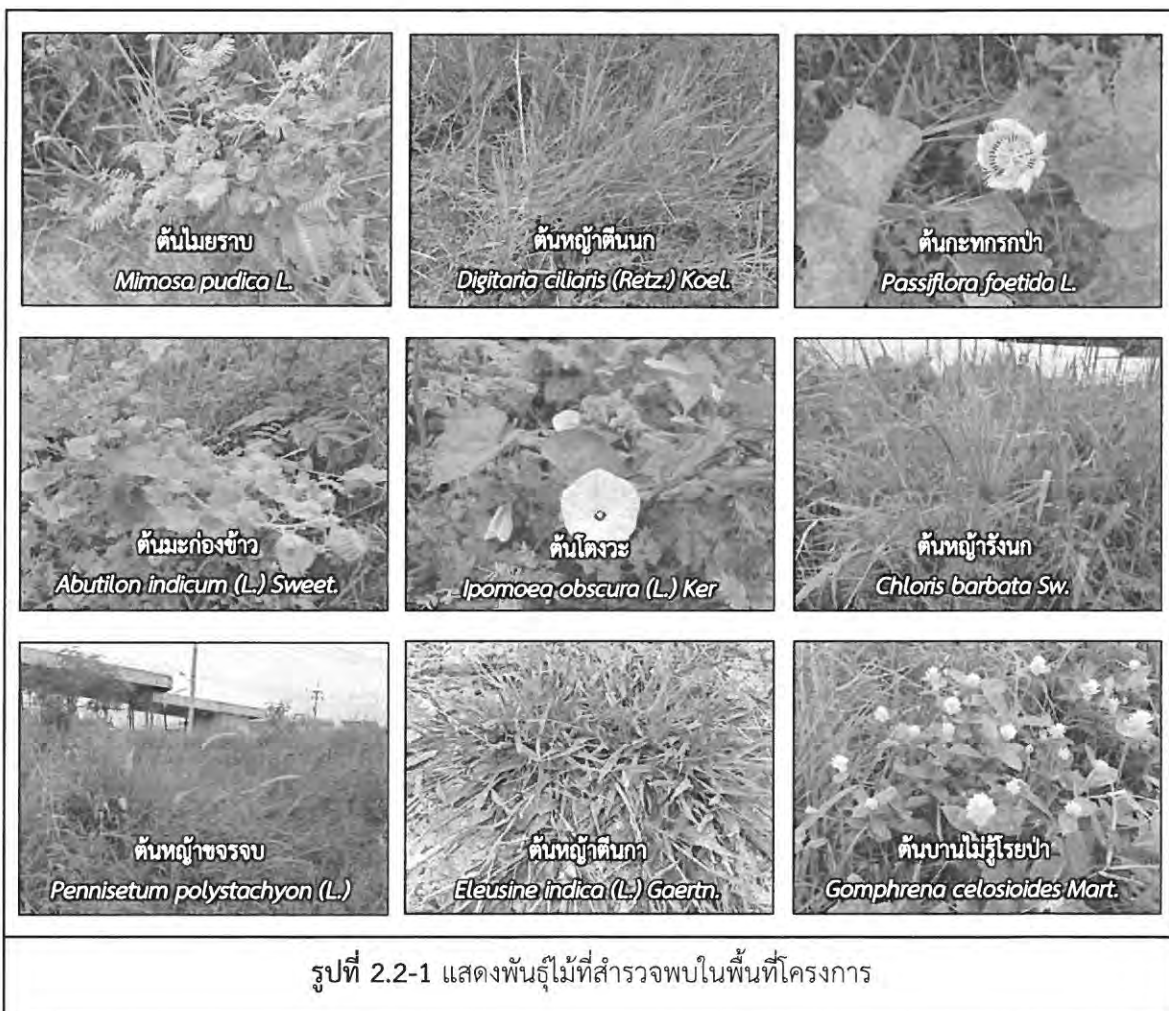 ต้นไมยราบ
Mimosa pudica L.
ต้นหญ้าตีนนก
Digitaria ciliaris (Retz.) Koel.
ต้นกะทกรกป่า
Passiflora foetida L.
ต้นมะก่องข้าว
Abutilon indicum (L.) Sweet.
ต้นโตงวะ
Ipomoea obscura (L.) Ker
ต้นหญ้ารังนก
Chloris barbata Sw.
ต้นหญ้าขจรจบ
Pennisetum polystachyon (L.)
ต้นหญ้าตีนกา
Eleusine indica (L.) Gaertn.
ต้นบานไม่รู้โรยป่า
Gomphrena celosioides Mart.
รูปที่ 2.2-1 แสดงพันธุ์ไม้ที่สำรวจพบในพื้นที่โครงการ